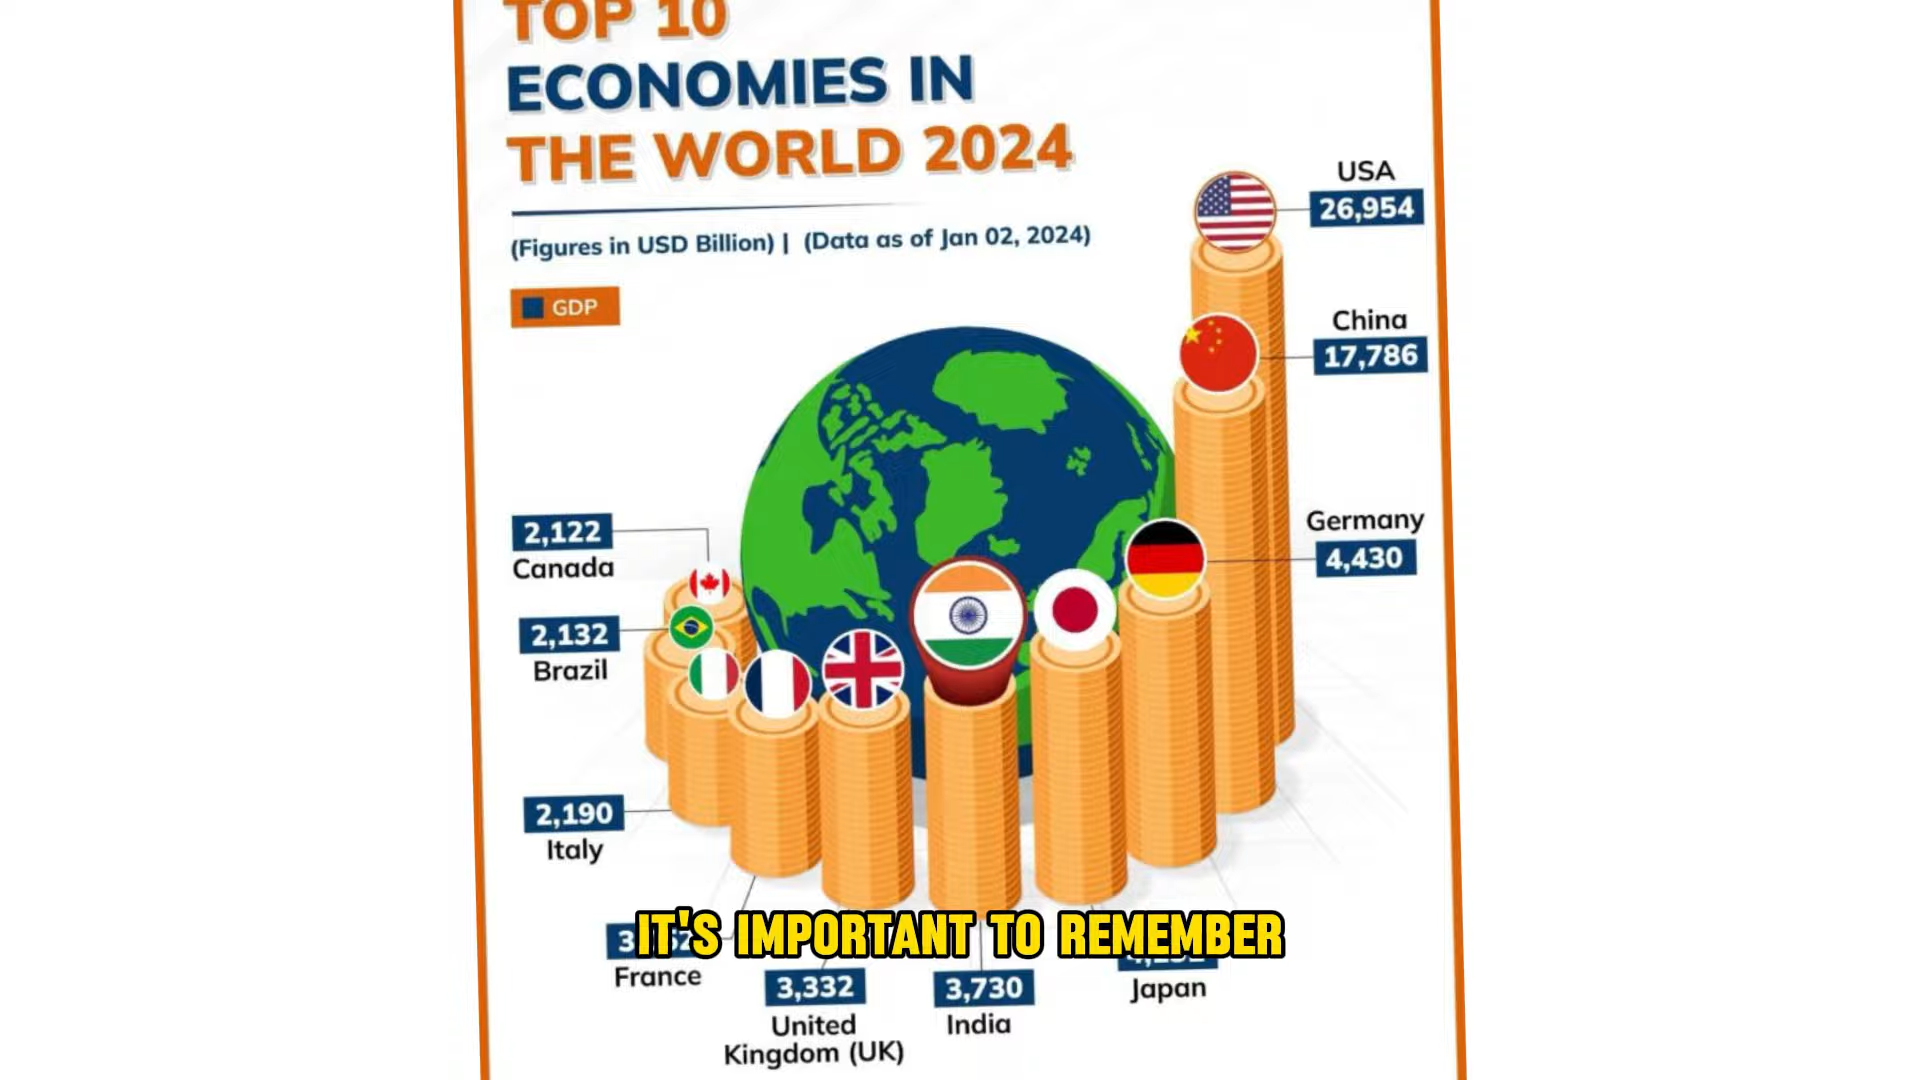 TOP 10
ECONOMIES IN
THE WORLD 2024
(Figures in USD Billion) | (Data as of Jan 02, 2024)
GDP
USA
26,954
China
17,786
Germany
4,430
2,122
Canada
2,132
Brazil
2,190
Italy
IT'S IMPORTANT TO REMEMBER
France
Japan
3,332
United
Kingdom (UK)
3,730
India